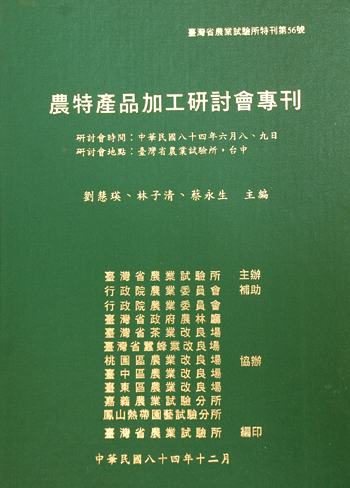 臺灣省農業試驗所特刊第56號
農特產品加工研討會專刊
研討會時間：中華民國八十四年六月八、九日
研討會地點：臺灣省農業試驗所，台中
劉慧瑛、林子清、蔡永生　主編
臺灣省農業試驗所　主辦
行政院農業委員會　補助
行政院農業委員會
臺灣省政府農林廳
臺灣省茶業改良場
臺灣省蠶蜂業改良場
桃園區農業改良場　協辦
臺中區農業改良場
臺東區農業改良場
嘉義農業試驗分所
鳳山熱帶園藝試驗分所
臺灣省農業試驗所　編印
中華民國八十四年十二月